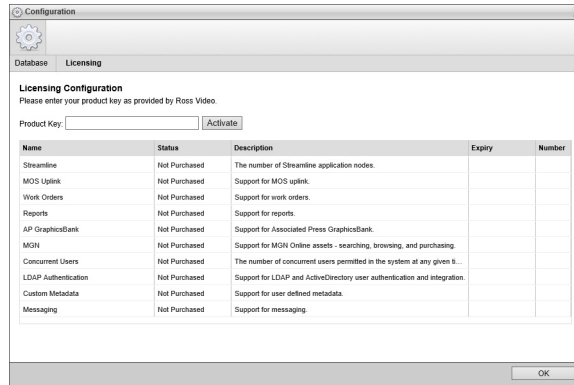 Configuration
Database Licensing
Licensing Configuration
Please enter your product key as provided by Ross Video.
Product Key: Activate
Name Status Description Expiry Number
Streamline Not Purchased The number of Streamline application nodes.
MOS Uplink Not Purchased Support for MOS uplink.
Work Orders Not Purchased Support for work orders.
Reports Not Purchased Support for reports.
AP GraphicsBank Not Purchased Support for Associated Press GraphicsBank.
MGN Not Purchased Support for MGN Online assets - searching, browsing, and purchasing.
Concurrent Users Not Purchased The number of concurrent users permitted in the system at any given ti...
LDAP Authentication Not Purchased Support for LDAP and ActiveDirectory user authentication and integration.
Custom Metadata Not Purchased Support for user defined metadata.
Messaging Not Purchased Support for messaging.
OK